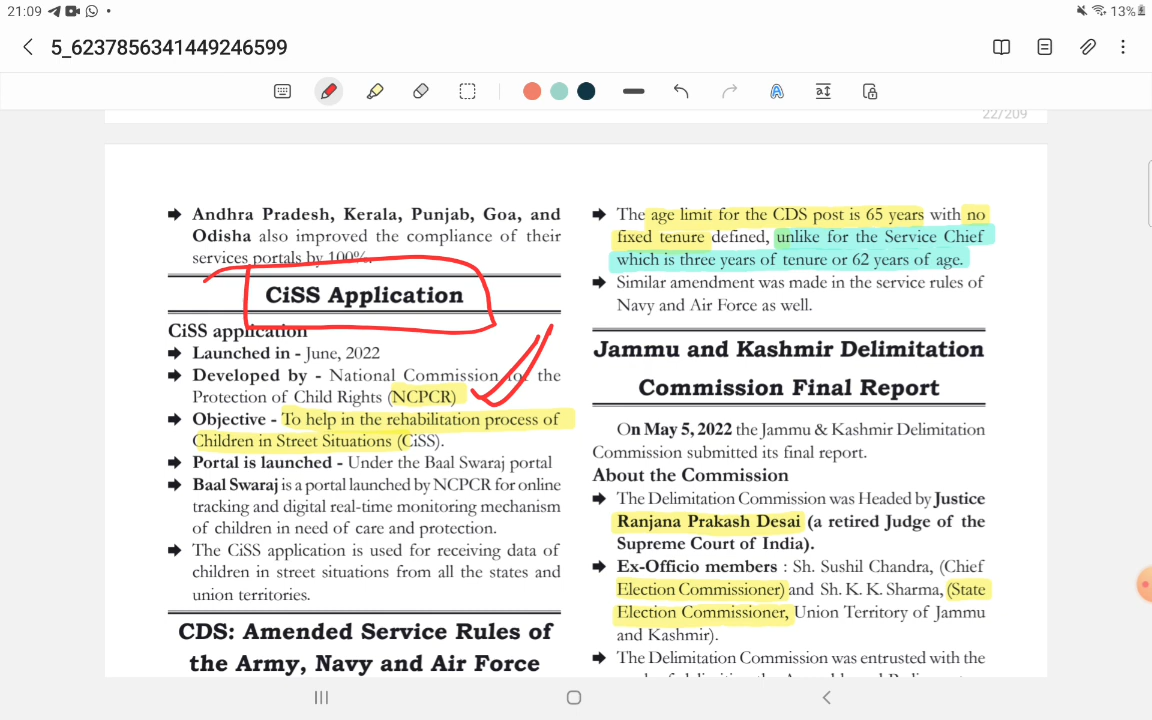 21:09
13%
5_6237856341449246599
22/209
➡ Andhra Pradesh, Kerala, Punjab, Goa, and
Odisha also improved the compliance of their
services portals by 100%.
CiSS Application
CiSS application
➡ Launched in - June, 2022
➡ Developed by - National Commission for the
Protection of Child Rights (NCPCR)
➡ Objective - To help in the rehabilitation process of
Children in Street Situations (CiSS).
➡ Portal is launched - Under the Baal Swaraj portal
➡ Baal Swaraj is a portal launched by NCPCR for online
tracking and digital real-time monitoring mechanism
of children in need of care and protection.
➡ The CiSS application is used for receiving data of
children in street situations from all the states and
union territories.
CDS: Amended Service Rules of
the Army, Navy and Air Force
➡ The age limit for the CDS post is 65 years with no
fixed tenure defined, unlike for the Service Chief
which is three years of tenure or 62 years of age.
➡ Similar amendment was made in the service rules of
Navy and Air Force as well.
Jammu and Kashmir Delimitation
Commission Final Report
On May 5, 2022 the Jammu & Kashmir Delimitation
Commission submitted its final report.
About the Commission
➡ The Delimitation Commission was Headed by Justice
Ranjana Prakash Desai (a retired Judge of the
Supreme Court of India).
➡ Ex-Officio members : Sh. Sushil Chandra, (Chief
Election Commissioner) and Sh. K. K. Sharma, (State
Election Commissioner, Union Territory of Jammu
and Kashmir).
➡ The Delimitation Commission was entrusted with the